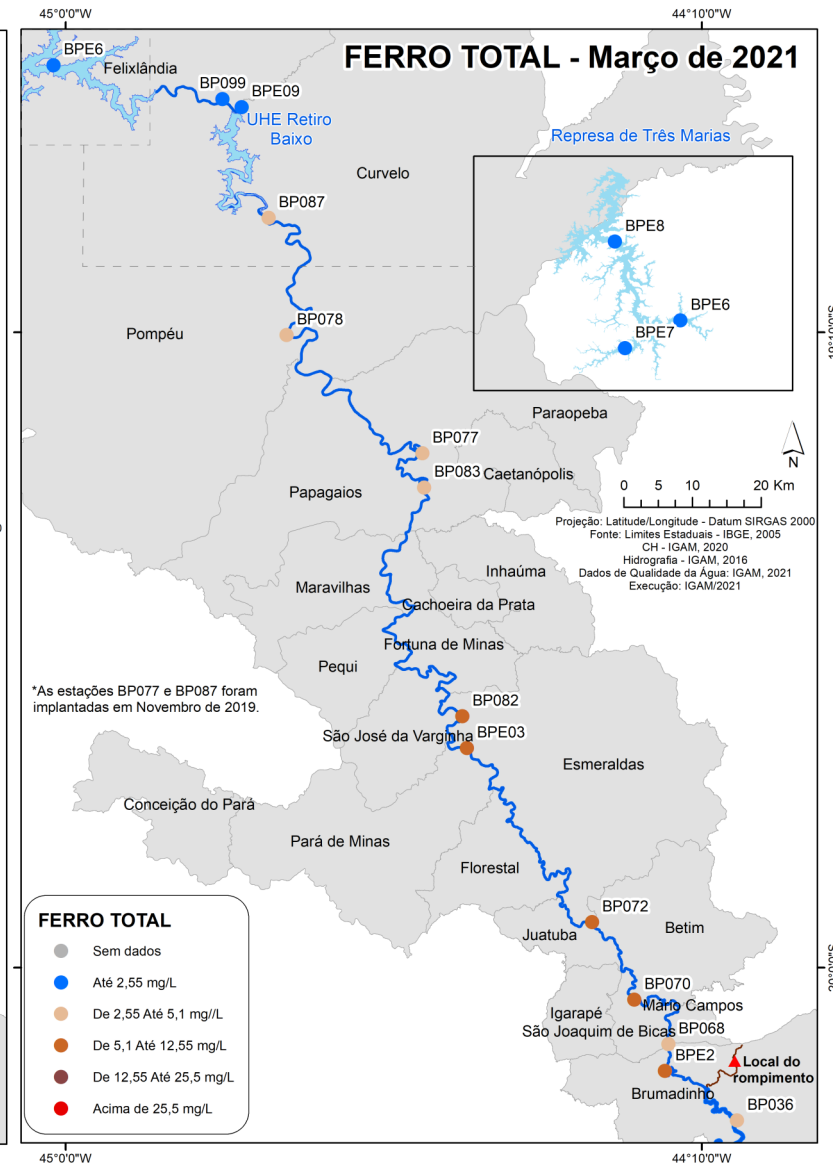 45°0'0"W
44°10'0"W
FERRO TOTAL - Março de 2021
BPE6
Felixlândia
BP099
BPE09
UHE Retiro
Baixo
Represa de Três Marias
Curvelo
BP087
BPE8
BPE6
BPE7
BP078
Pompéu
19°10'0"S
Paraopeba
BP077
BP083
Caetanópolis
Papagaios
N
0 5 10 20 Km
Projeção: Latitude/Longitude - Datum SIRGAS 2000
Fonte: Limites Estaduais - IBGE, 2005
CH - IGAM, 2020
Hidrografia - IGAM, 2016
Dados de Qualidade da Água: IGAM, 2021
Execução: IGAM/2021
Inhaúma
Maravilhas
Cachoeira da Prata
Fortuna de Minas
Pequi
*As estações BP077 e BP087 foram
implantadas em Novembro de 2019.
BP082
São José da Varginha
BPE03
Esmeraldas
Conceição do Pará
Pará de Minas
Florestal
BP072
Juatuba
Betim
20°0'0"S
BP070
Mário Campos
Igarapé
São Joaquim de Bicas
BP068
BPE2
Local do
rompimento
Brumadinho
BP036
FERRO TOTAL
Sem dados
Até 2,55 mg/L
De 2,55 Até 5,1 mg//L
De 5,1 Até 12,55 mg/L
De 12,55 Até 25,5 mg/L
Acima de 25,5 mg/L
45°0'0"W
44°10'0"W